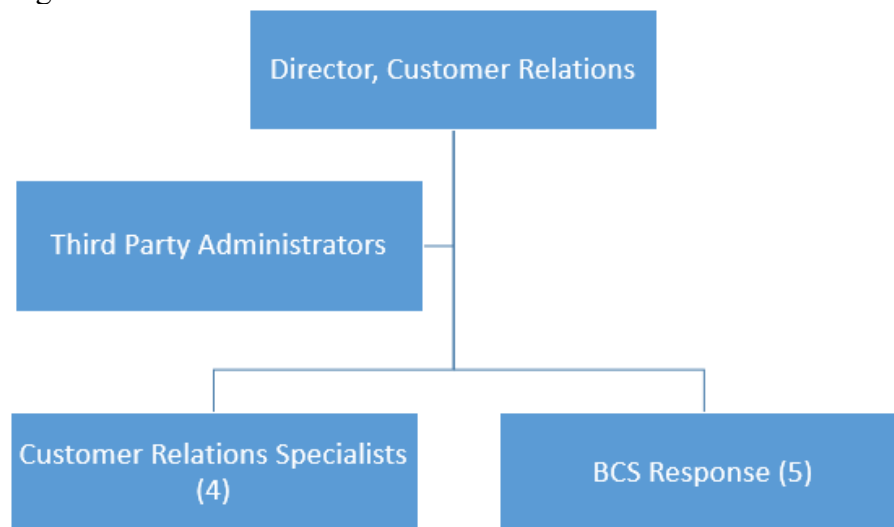 Director, Customer Relations
Third Party Administrators
Customer Relations Specialists
(4)
BCS Response (5)